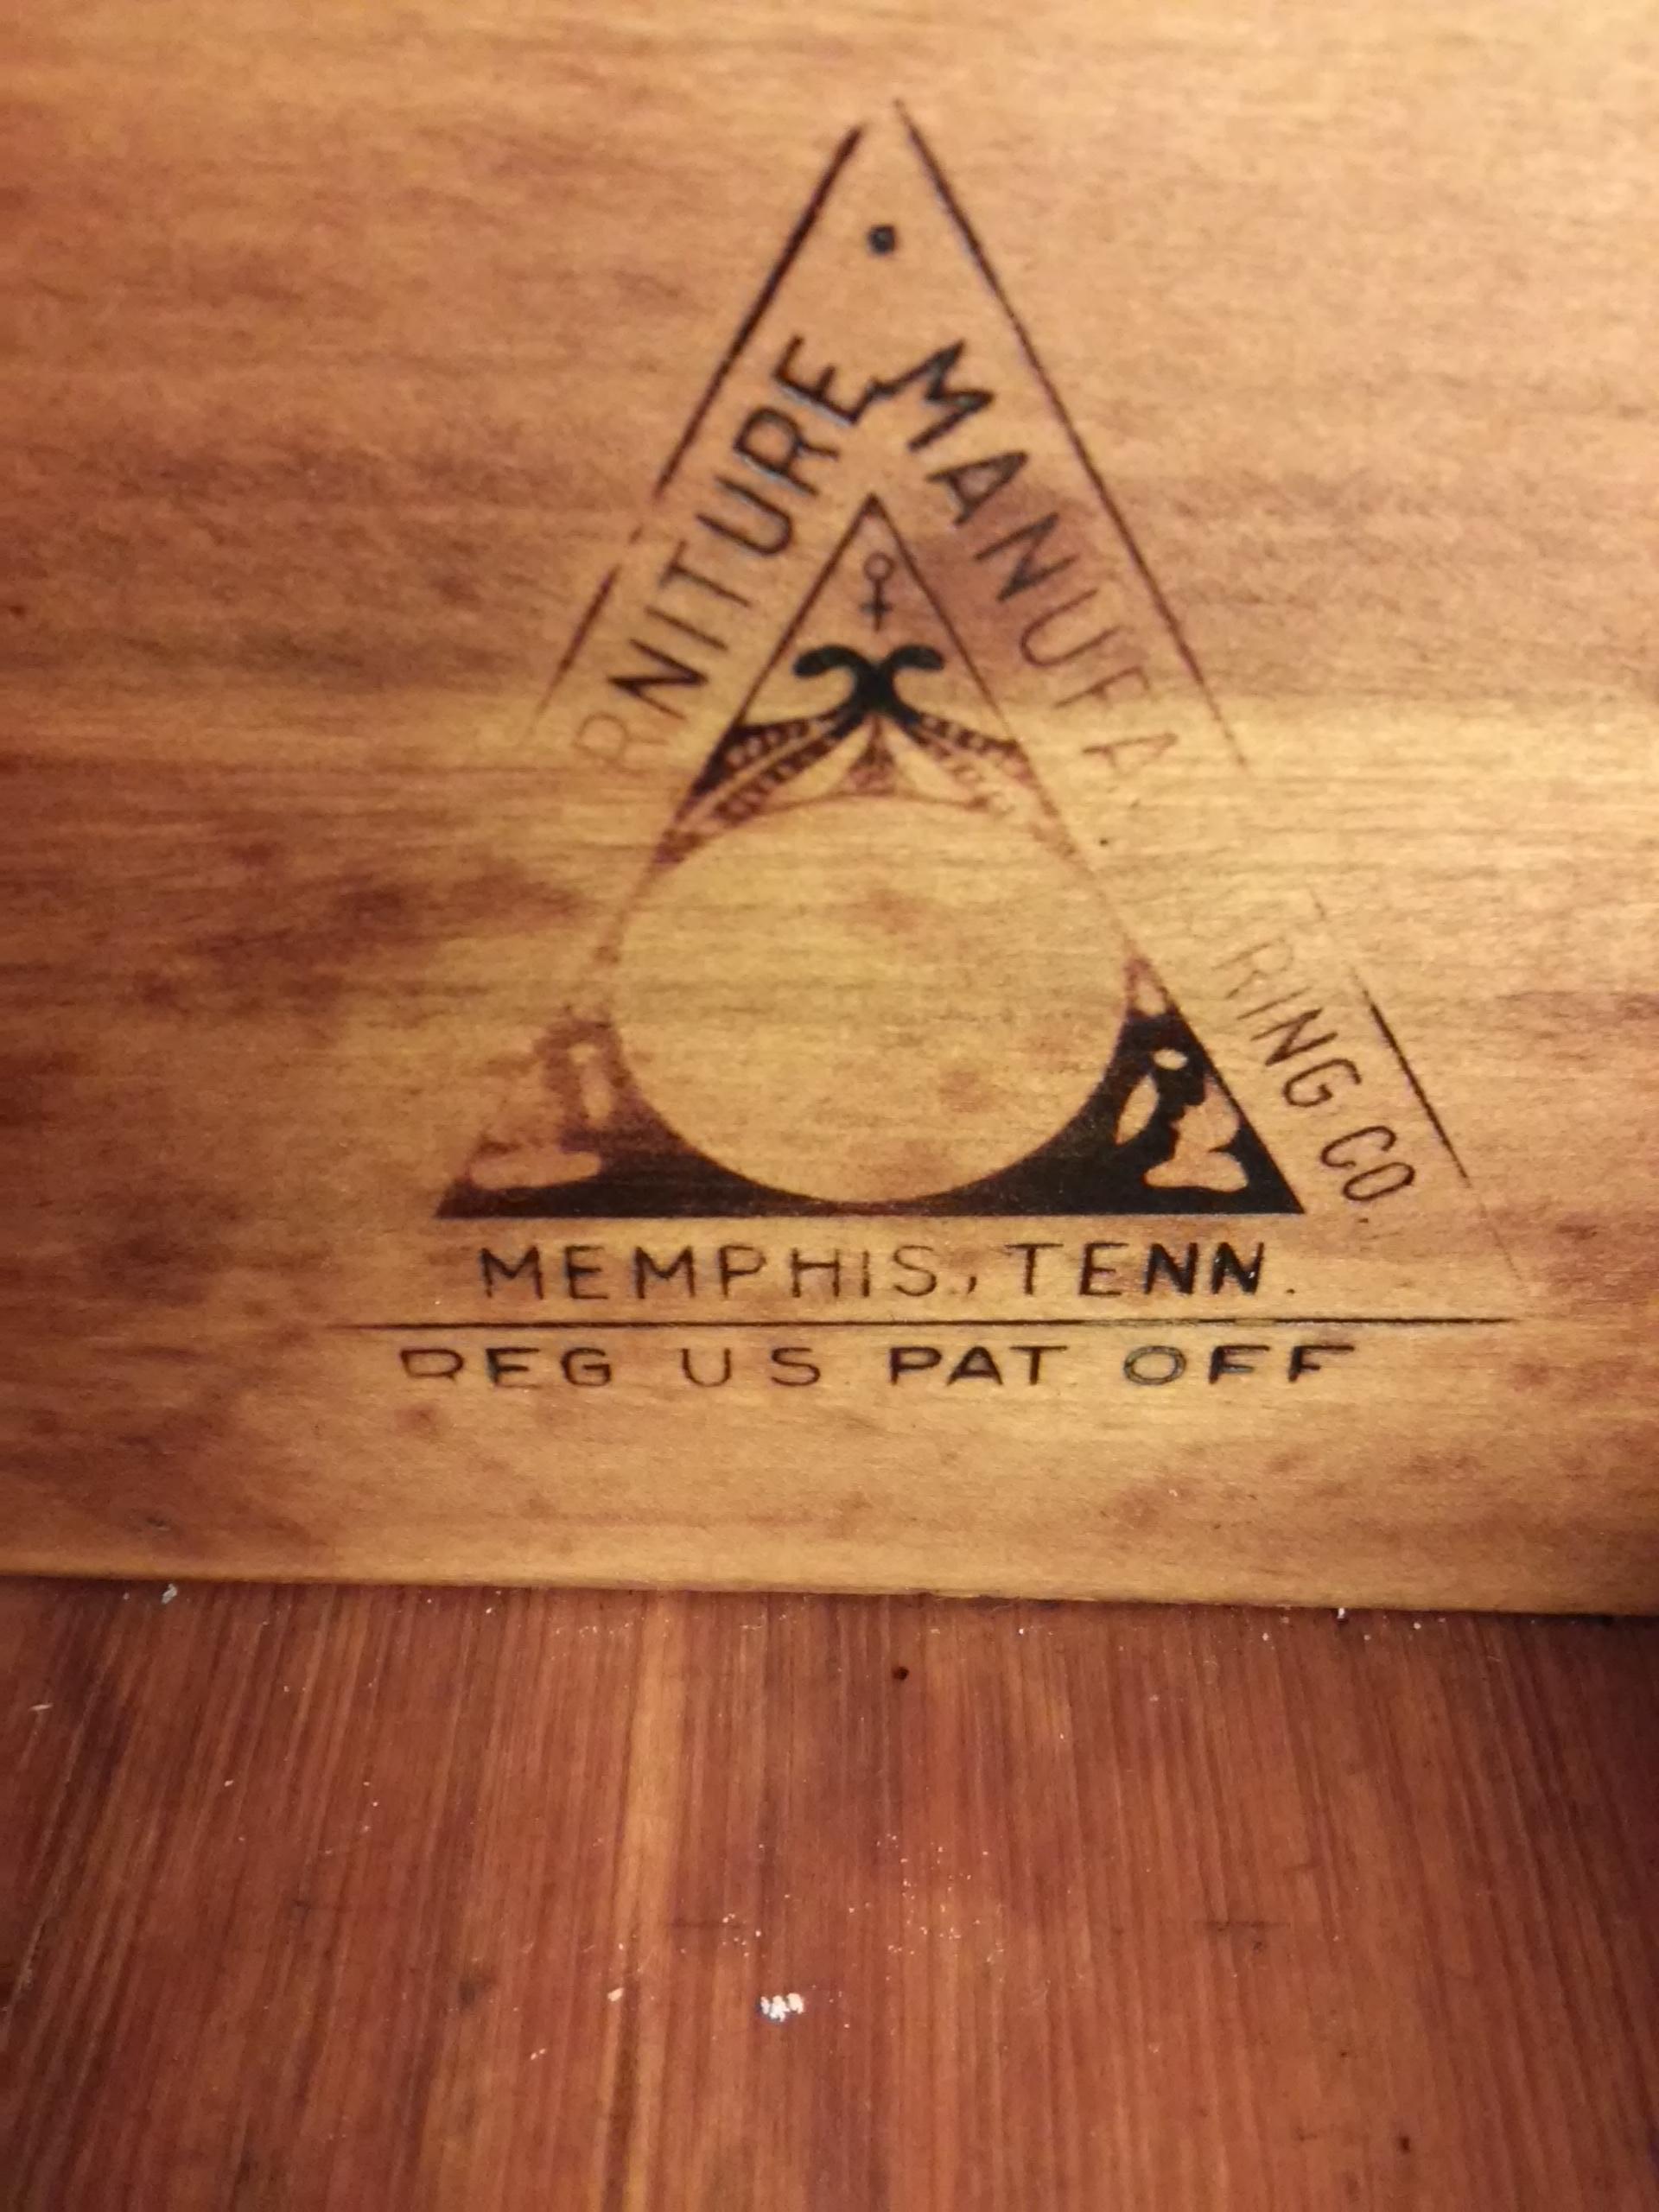 RNITURE MANUFA RING CO.
MEMPHIS, TENN.
REG US PAT OFF